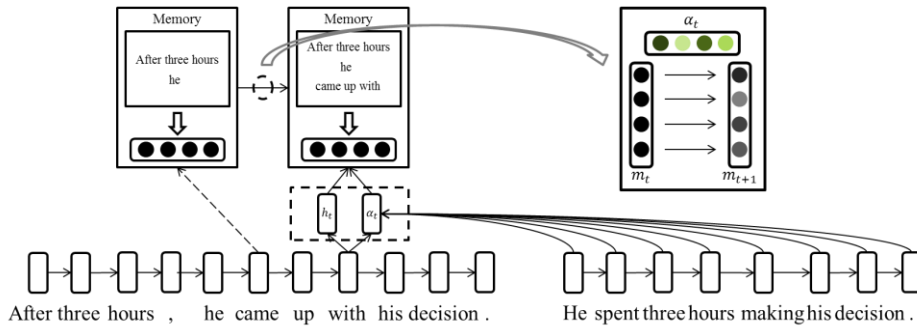 Memory
After three hours
he
Memory
After three hours
he
came up with
α_t
m_t
m_{t+1}
h_t
α_t
After three hours , he came up with his decision .
He spent three hours making his decision .